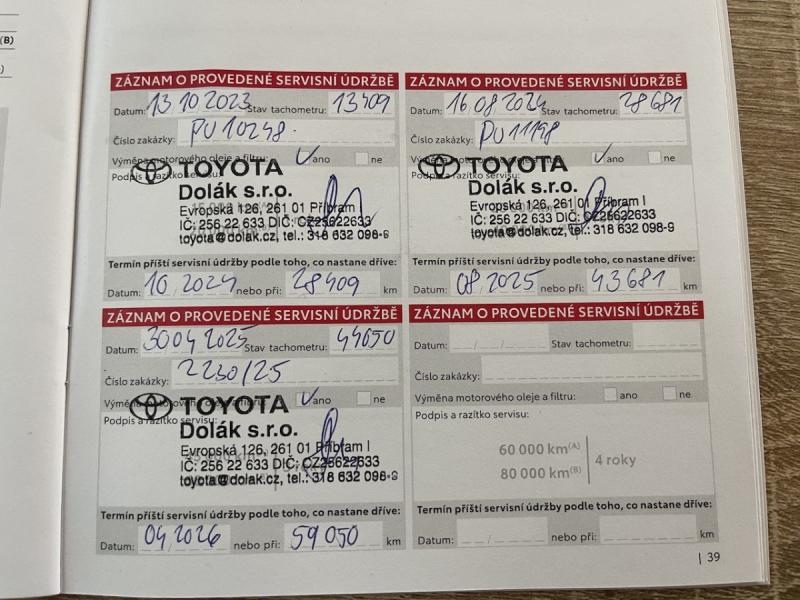 (B)
)
ZÁZNAM O PROVEDENÉ SERVISNÍ ÚDRŽBĚ
Datum: 13 10 2023 Stav tachometru: 13409
Číslo zakázky: PU10248
Výměna motorového oleje a filtru: ano ne
Podpis a razítko servisu:
TOYOTA
Dolák s.r.o.
Evropská 126, 261 01 Příbram I
IČ: 256 22 633 DIČ: CZ25622633
toyota@dolak.cz, tel.: 318 632 098-9
Termín příští servisní údržby podle toho, co nastane dříve:
Datum: 10 2024 nebo při: 28409 km
ZÁZNAM O PROVEDENÉ SERVISNÍ ÚDRŽBĚ
Datum: 16 08 2024 Stav tachometru: 28681
Číslo zakázky: PU11198
Výměna motorového oleje a filtru: ano ne
TOYOTA
Dolák s.r.o.
Evropská 126, 261 01 Příbram I
IČ: 256 22 633 DIČ: CZ25622633
toyota@dolak.cz, tel.: 318 632 098-9
Termín příští servisní údržby podle toho, co nastane dříve:
Datum: 08 2025 nebo při: 43681 km
ZÁZNAM O PROVEDENÉ SERVISNÍ ÚDRŽBĚ
Datum: 30 04 2025 Stav tachometru: 44050
Číslo zakázky: 2230/25
Výměna motorového oleje a filtru: ano ne
Podpis a razítko servisu:
TOYOTA
Dolák s.r.o.
Evropská 126, 261 01 Příbram I
IČ: 256 22 633 DIČ: CZ25622633
toyota@dolak.cz, tel.: 318 632 098-9
Termín příští servisní údržby podle toho, co nastane dříve:
Datum: 04 2026 nebo při: 59 050 km
ZÁZNAM O PROVEDENÉ SERVISNÍ ÚDRŽBĚ
Datum: / / Stav tachometru:
Číslo zakázky:
Výměna motorového oleje a filtru: ano ne
Podpis a razítko servisu:
60 000 km(A)
80 000 km(B)
4 roky
Termín příští servisní údržby podle toho, co nastane dříve:
Datum: / / nebo při: km
| 39